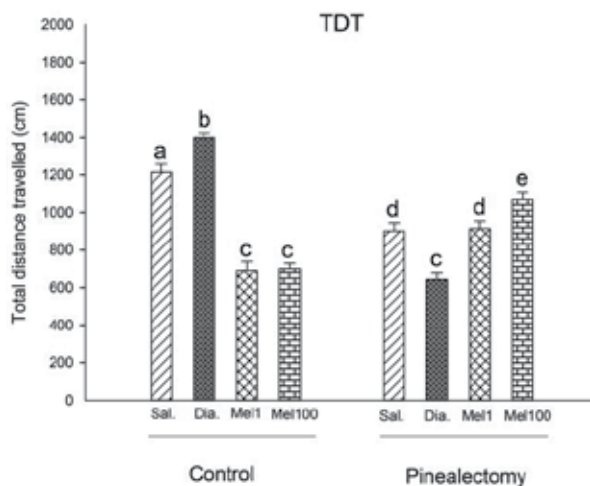 TDT
Total distance travelled (cm)
2000
1800
1600
1400
1200
1000
800
600
400
200
0
a
b
c
c
d
c
d
e
Sal. Dia. Mel1 Mel100
Sal. Dia. Mel1 Mel100
Control
Pinealectomy